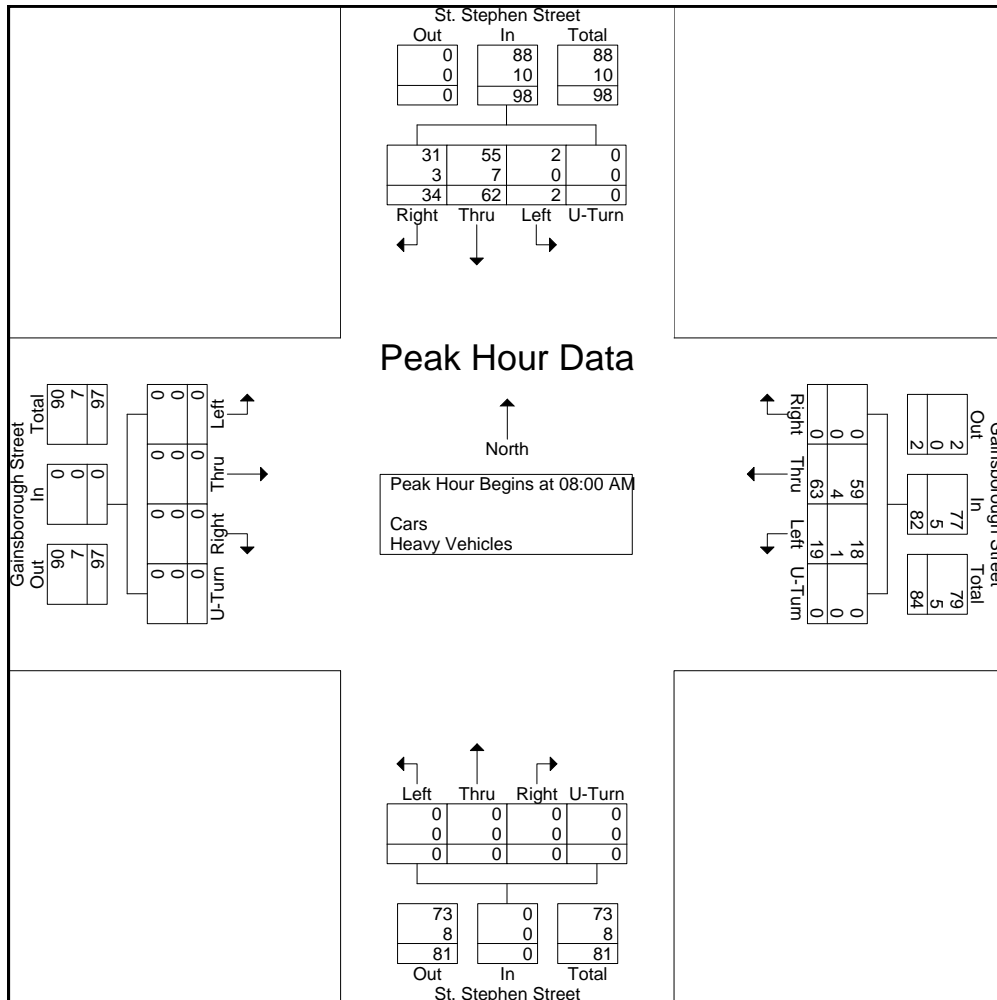 St. Stephen Street
Out In Total
0 88 88
0 10 10
0 98 98
31 55 2 0
3 7 0 0
34 62 2 0
Right Thru Left U-Turn
Peak Hour Data
North
Peak Hour Begins at 08:00 AM
Cars
Heavy Vehicles
Gainsborough Street
Out In Total
90 0 90
7 0 7
97 0 97
0 0 0 0
0 0 0 0
0 0 0 0
U-Turn Right Thru Left
Gainsborough Street
Out In Total
2 77 79
0 5 5
2 82 84
0 59 18 0
0 4 1 0
0 63 19 0
Right Thru Left U-Turn
Left Thru Right U-Turn
0 0 0 0
0 0 0 0
0 0 0 0
73 0 73
8 0 8
81 0 81
Out In Total
St. Stephen Street